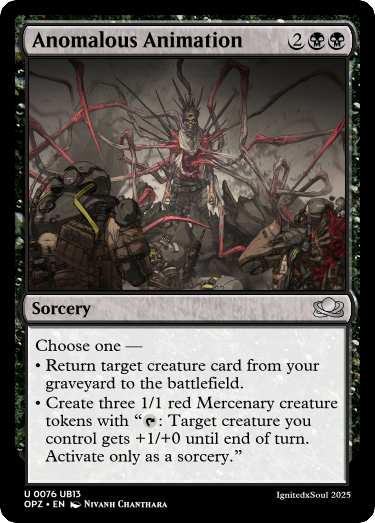 Anomalous Animation 2
Sorcery
Choose one —
• Return target creature card from your
graveyard to the battlefield.
• Create three 1/1 red Mercenary creature
tokens with “: Target creature you
control gets +1/+0 until end of turn.
Activate only as a sorcery.”
U 0076 UB13
OPZ • EN Nivanh Chanthara
IgnitedxSoul 2025